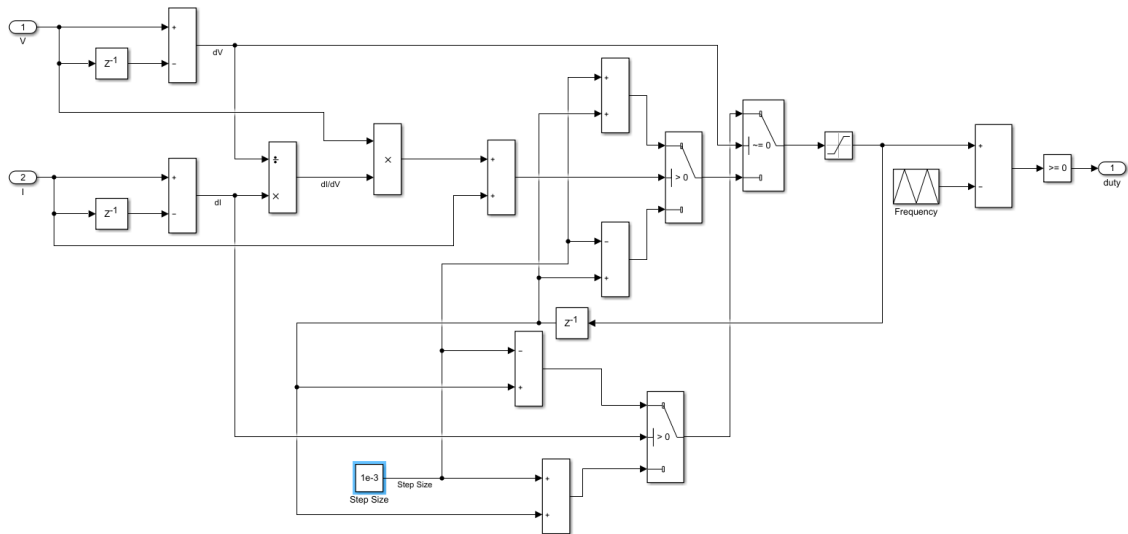 1
V
+
−
Z-1
dV
2
I
+
−
Z-1
dI
÷
×
dI/dV
×
+
+
+
+
> 0
−
+
~= 0
Z-1
Frequency
+
−
>= 0
1
duty
−
+
> 0
1e-3
Step Size
Step Size
+
+